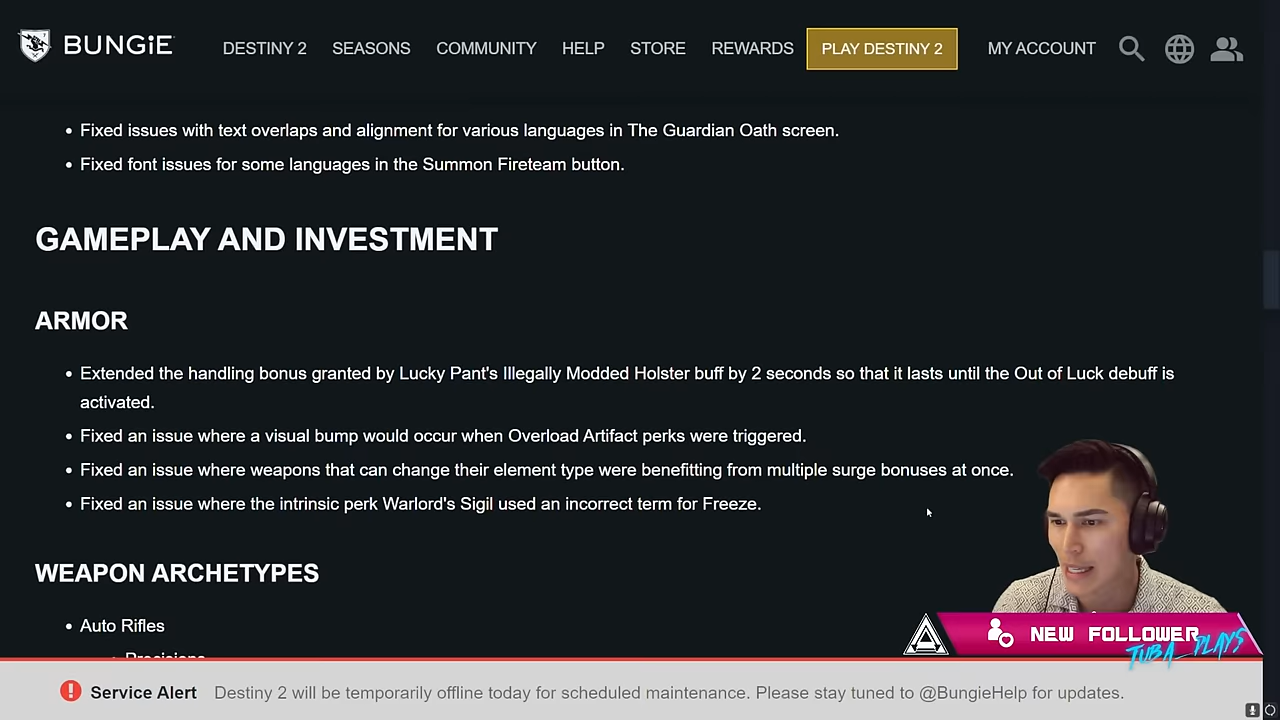 BUNGiE DESTINY 2 SEASONS COMMUNITY HELP STORE REWARDS PLAY DESTINY 2 MY ACCOUNT
• Fixed issues with text overlaps and alignment for various languages in The Guardian Oath screen.
• Fixed font issues for some languages in the Summon Fireteam button.
GAMEPLAY AND INVESTMENT
ARMOR
• Extended the handling bonus granted by Lucky Pant's Illegally Modded Holster buff by 2 seconds so that it lasts until the Out of Luck debuff is
activated.
• Fixed an issue where a visual bump would occur when Overload Artifact perks were triggered.
• Fixed an issue where weapons that can change their element type were benefitting from multiple surge bonuses at once.
• Fixed an issue where the intrinsic perk Warlord's Sigil used an incorrect term for Freeze.
WEAPON ARCHETYPES
• Auto Rifles
Precisions
NEW FOLLOWER
TUBA_PLAYS
Service Alert Destiny 2 will be temporarily offline today for scheduled maintenance. Please stay tuned to @BungieHelp for updates.